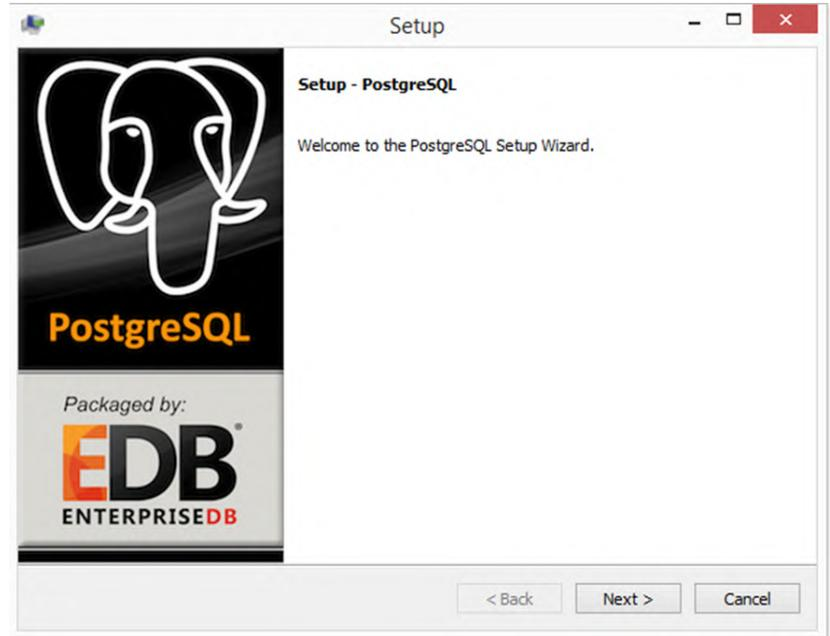 Setup
Setup - PostgreSQL
Welcome to the PostgreSQL Setup Wizard.
PostgreSQL
Packaged by:
EDB®
ENTERPRISEDB
< Back
Next >
Cancel